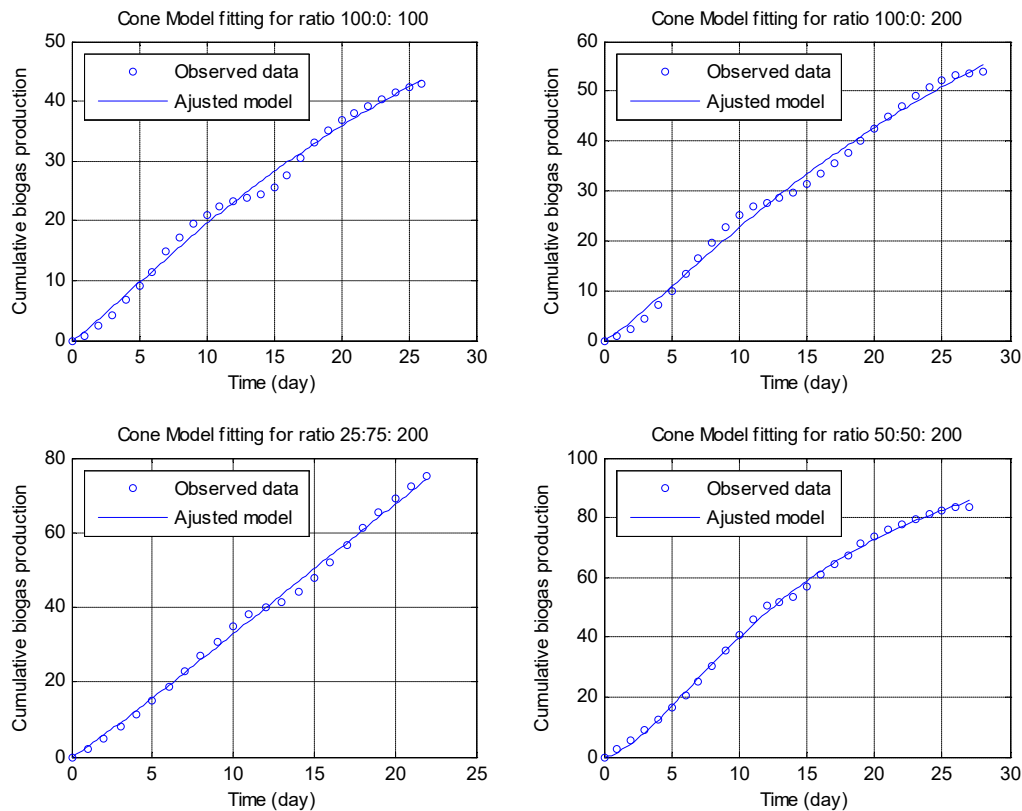 Cone Model fitting for ratio 100:0: 100
50
40
30
20
10
0
Cumulative biogas production
Observed data
Ajusted model
0 5 10 15 20 25 30
Time (day)
Cone Model fitting for ratio 100:0: 200
60
50
40
30
20
10
0
Cumulative biogas production
Observed data
Ajusted model
0 5 10 15 20 25 30
Time (day)
Cone Model fitting for ratio 25:75: 200
80
60
40
20
0
Cumulative biogas production
Observed data
Ajusted model
0 5 10 15 20 25
Time (day)
Cone Model fitting for ratio 50:50: 200
100
80
60
40
20
0
Cumulative biogas production
Observed data
Ajusted model
0 5 10 15 20 25 30
Time (day)